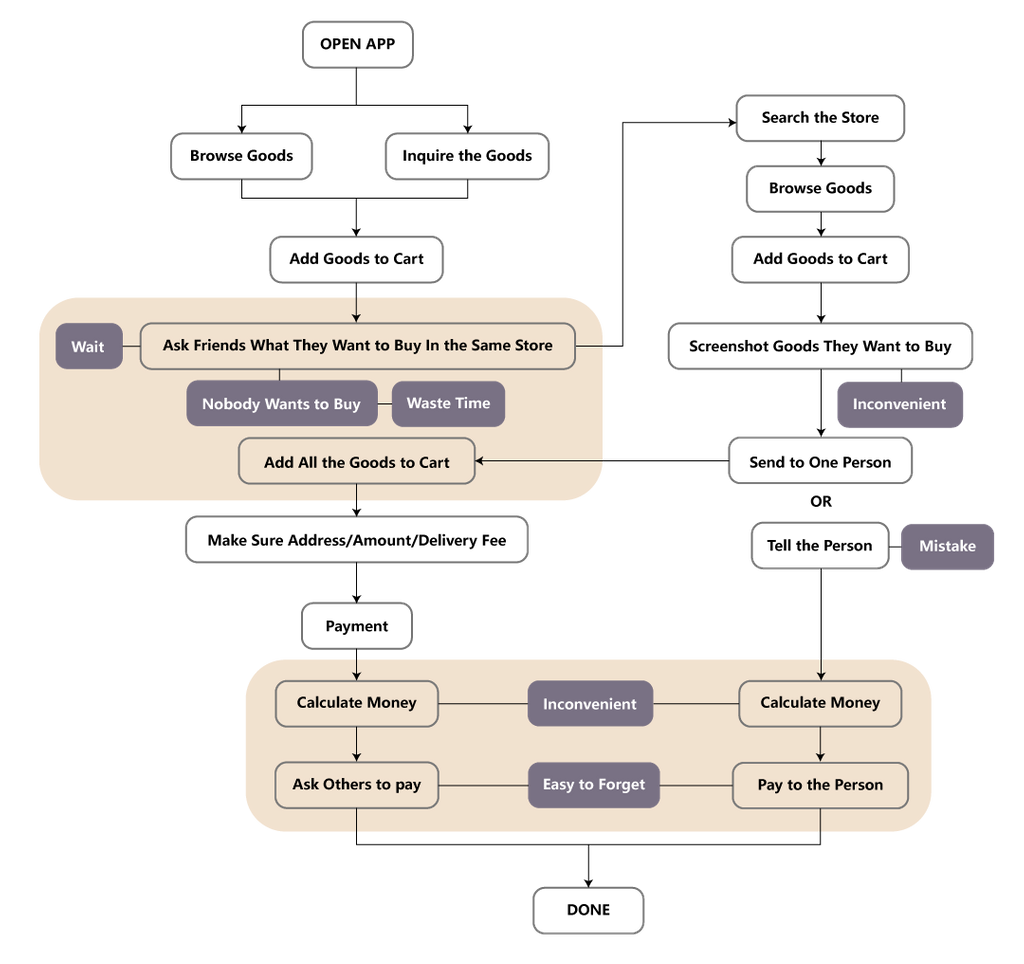 OPEN APP
Search the Store
Browse Goods
Inquire the Goods
Browse Goods
Add Goods to Cart
Add Goods to Cart
Wait
Ask Friends What They Want to Buy In the Same Store
Screenshot Goods They Want to Buy
Nobody Wants to Buy
Waste Time
Inconvenient
Add All the Goods to Cart
Send to One Person
OR
Make Sure Address/Amount/Delivery Fee
Tell the Person
Mistake
Payment
Calculate Money
Inconvenient
Calculate Money
Ask Others to pay
Easy to Forget
Pay to the Person
DONE